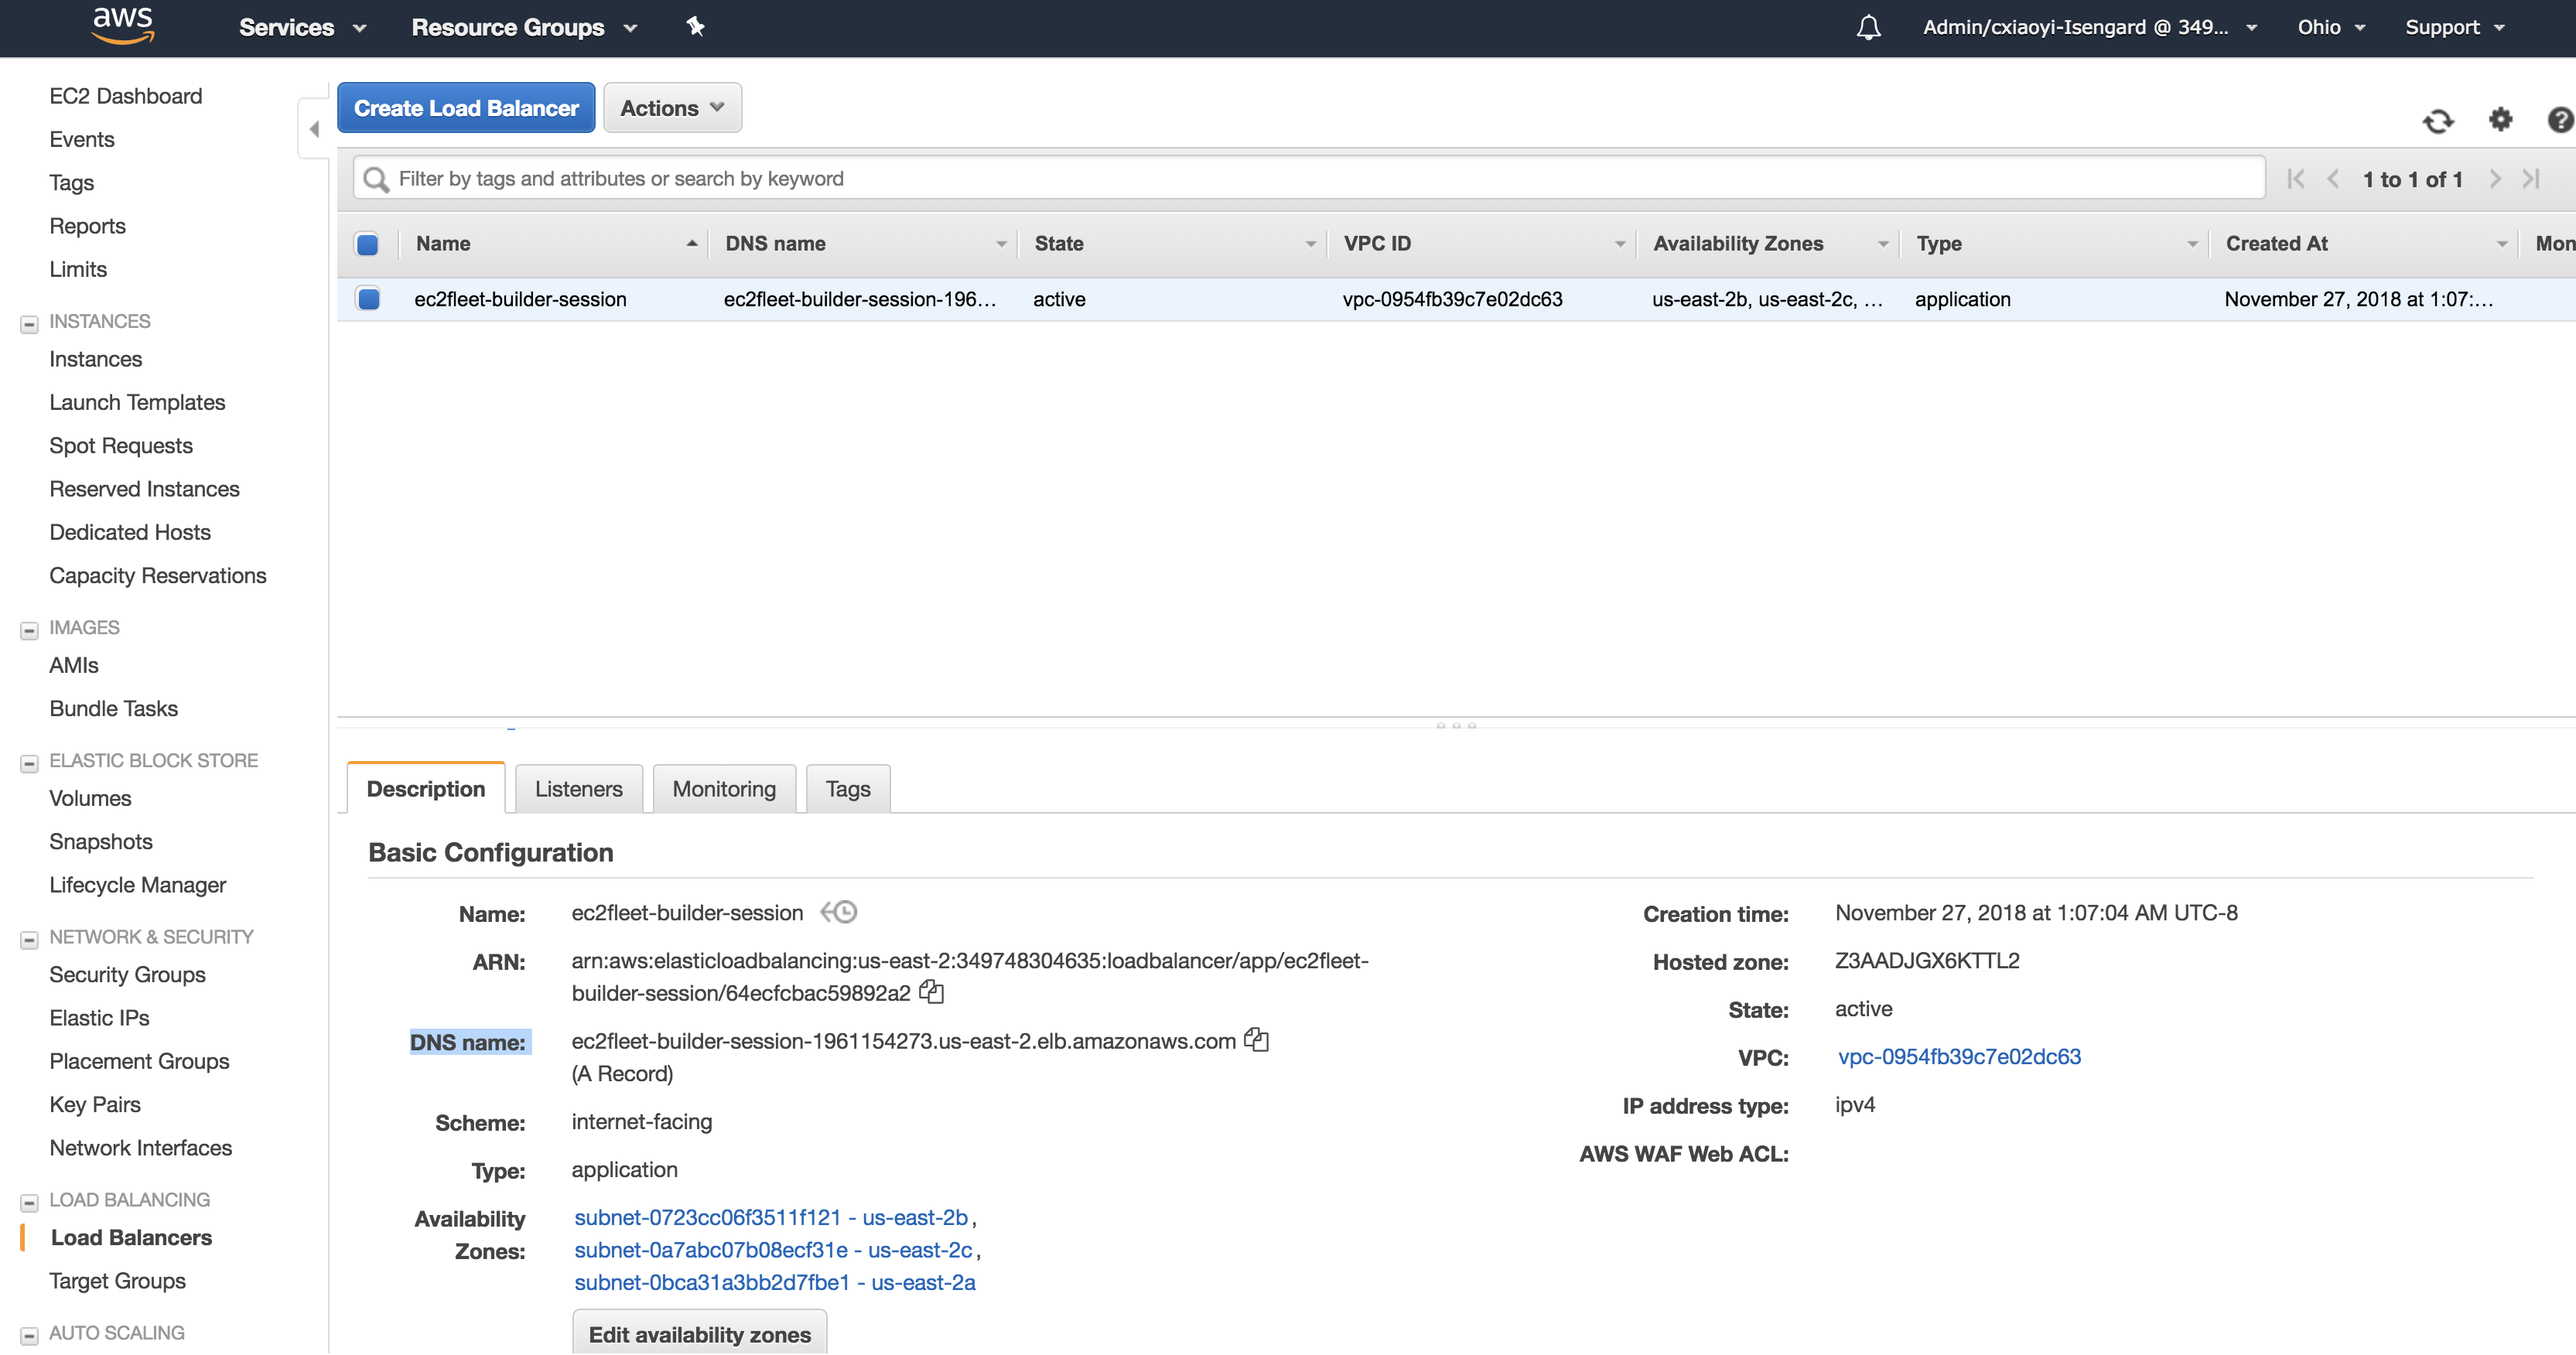 aws Services Resource Groups Admin/cxiaoyi-Isengard @ 349... Ohio Support
EC2 Dashboard
Events
Tags
Reports
Limits
INSTANCES
Instances
Launch Templates
Spot Requests
Reserved Instances
Dedicated Hosts
Capacity Reservations
IMAGES
AMIs
Bundle Tasks
ELASTIC BLOCK STORE
Volumes
Snapshots
Lifecycle Manager
NETWORK & SECURITY
Security Groups
Elastic IPs
Placement Groups
Key Pairs
Network Interfaces
LOAD BALANCING
Load Balancers
Target Groups
AUTO SCALING
Create Load Balancer Actions
Filter by tags and attributes or search by keyword 1 to 1 of 1
Name DNS name State VPC ID Availability Zones Type Created At Mon
ec2fleet-builder-session ec2fleet-builder-session-196... active vpc-0954fb39c7e02dc63 us-east-2b, us-east-2c, ... application November 27, 2018 at 1:07:...
Description Listeners Monitoring Tags
Basic Configuration
Name: ec2fleet-builder-session
ARN: arn:aws:elasticloadbalancing:us-east-2:349748304635:loadbalancer/app/ec2fleet-
builder-session/64ecfcbac59892a2
DNS name: ec2fleet-builder-session-1961154273.us-east-2.elb.amazonaws.com
(A Record)
Scheme: internet-facing
Type: application
Availability subnet-0723cc06f3511f121 - us-east-2b,
Zones: subnet-0a7abc07b08ecf31e - us-east-2c,
subnet-0bca31a3bb2d7fbe1 - us-east-2a
Edit availability zones
Creation time: November 27, 2018 at 1:07:04 AM UTC-8
Hosted zone: Z3AADJGX6KTTL2
State: active
VPC: vpc-0954fb39c7e02dc63
IP address type: ipv4
AWS WAF Web ACL: